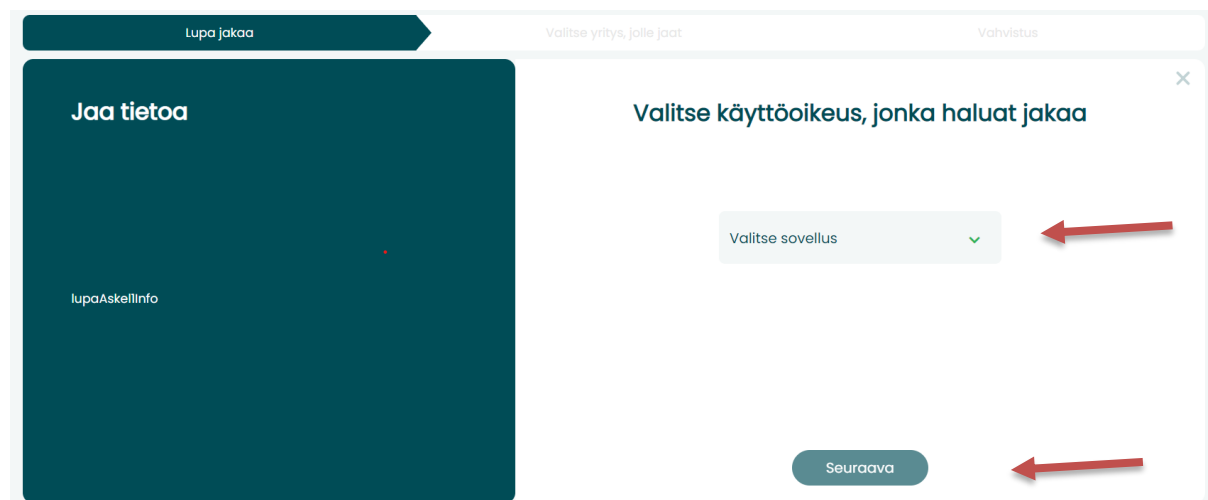 Lupa jakaa
Valitse yritys, jolle jaat
Vahvistus
Jaa tietoa
Valitse käyttöoikeus, jonka haluat jakaa
Valitse sovellus
lupaAskel1Info
Seuraava